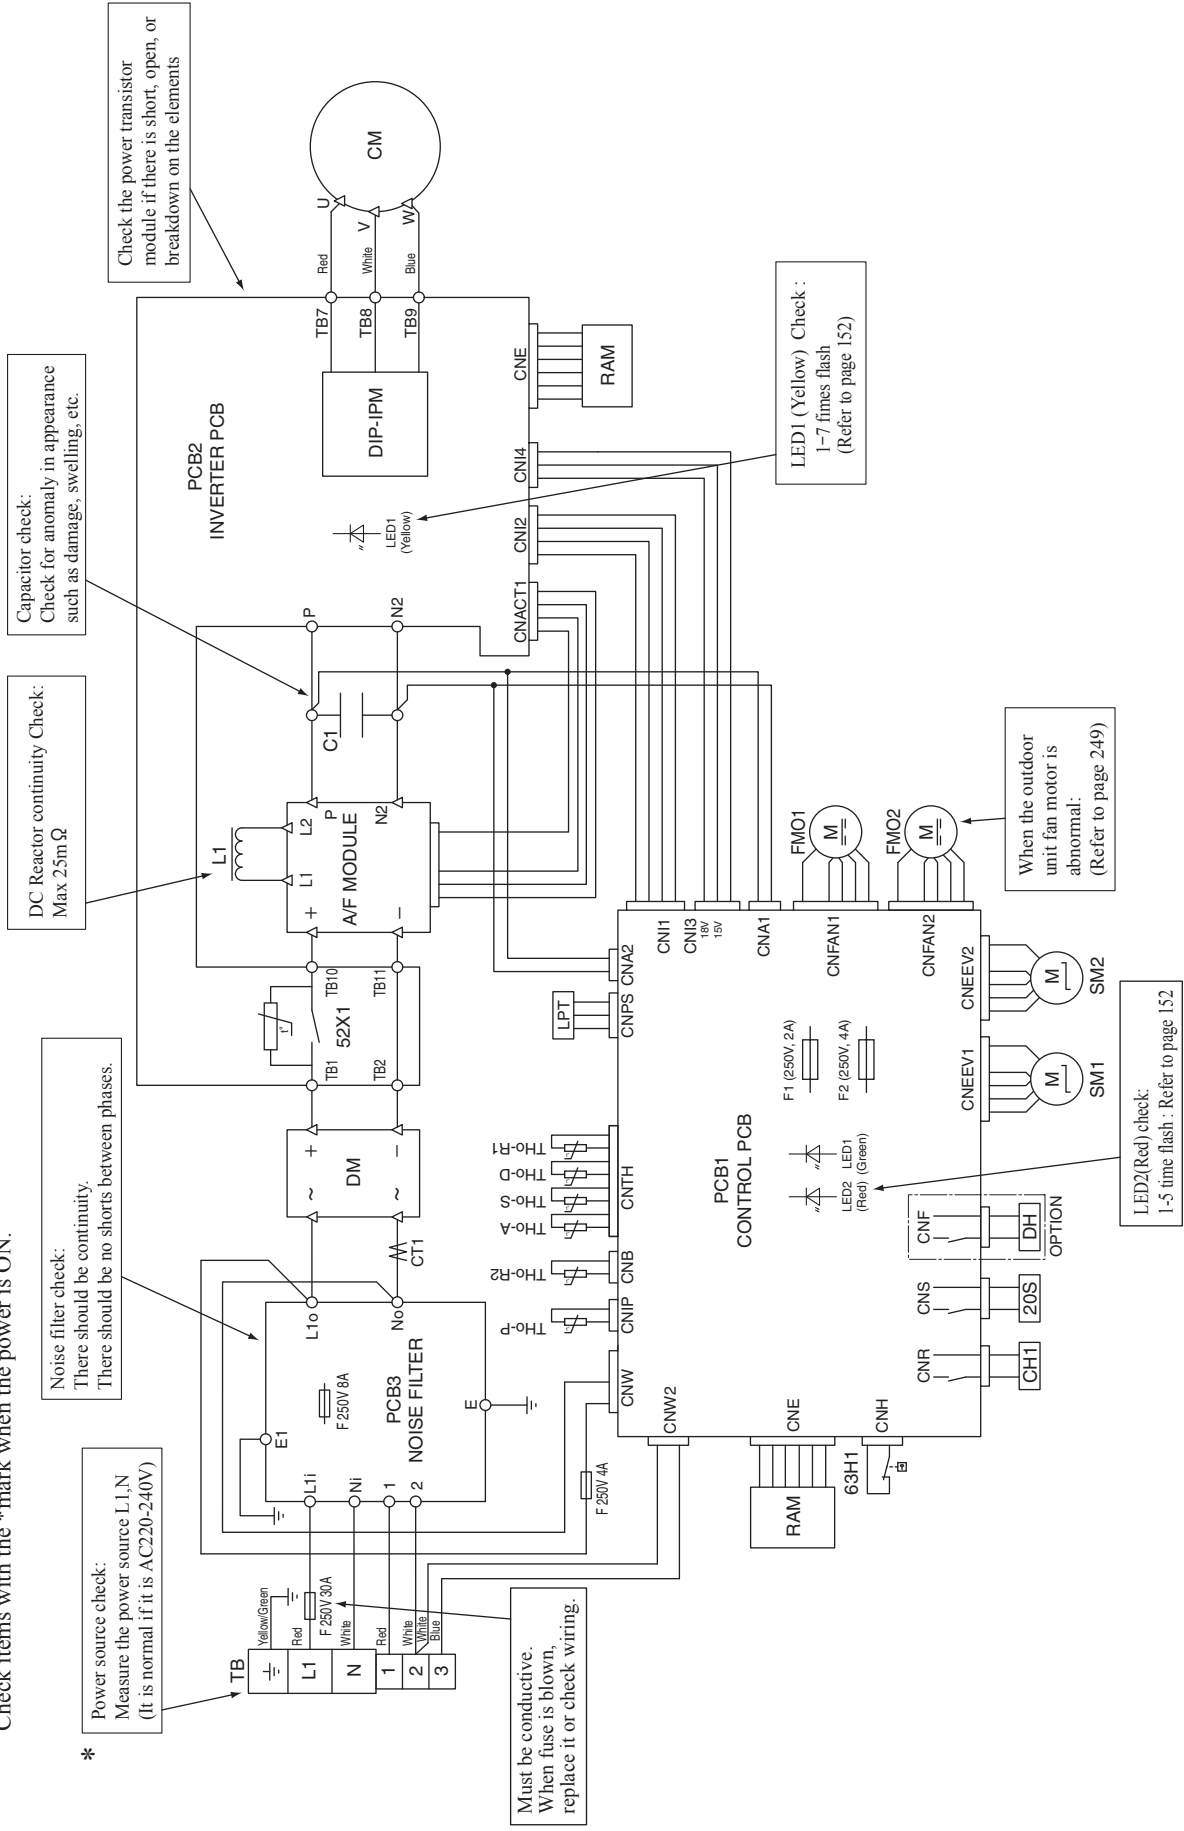 Check items with the *mark when the power is ON.
*
Power source check:
Measure the power source L1,N
(It is normal if it is AC220-240V)
Noise filter check:
There should be continuity.
There should be no shorts between phases.
DC Reactor continuity Check:
Max 25m Ω
Capacitor check:
Check for anomaly in appearance
such as damage, swelling, etc.
Check the power transistor
module if there is short, open, or
breakdown on the elements
TB
L1
N
1
2
3
Yellow/Green
Red
F 250V 30A
White
Red
White
White
Blue
Must be conductive.
When fuse is blown,
replace it or check wiring.
E1
L1i
Ni
1
2
F 250V 8A
PCB3
NOISE FILTER
L1o
No
E
F 250V 4A
CT1
DM
~
~
+
−
TB1
TB2
52X1
t°
TB10
TB11
L1
L1
L2
+
−
A/F MODULE
P
N2
C1
P
N2
PCB2
INVERTER PCB
LED1
(Yellow)
DIP-IPM
TB7
TB8
TB9
Red
White
Blue
U
V
W
CM
CNACT1
CNI2
CNI4
CNE
RAM
LED1 (Yellow) Check :
1−7 fimes flash
(Refer to page 152)
CNW2
CNW
CNIP
CNB
CNTH
CNPS
CNA2
THo-P
THo-R2
THo-A
THo-S
THo-D
THo-R1
LPT
PCB1
CONTROL PCB
LED2
(Red)
LED1
(Green)
F1 (250V, 2A)
F2 (250V, 4A)
CNI1
CNI3
18V
15V
CNA1
CNFAN1
CNFAN2
FMO1
M
FMO2
M
When the outdoor
unit fan motor is
abnormal:
(Refer to page 249)
CNE
RAM
CNH
63H1
P
CNR
CH1
CNS
20S
CNF
DH
OPTION
CNEEV1
M
SM1
CNEEV2
M
SM2
LED2(Red) check:
1-5 time flash : Refer to page 152